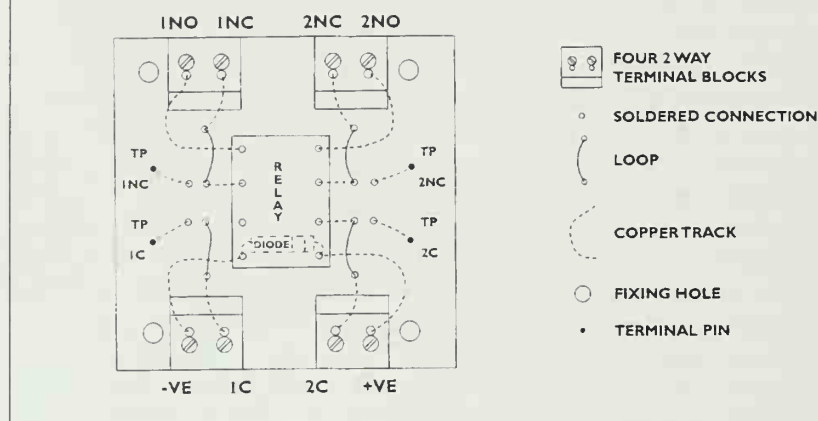 1NO 1NC 2NC 2NO
TP
1NC
TP
2NC
RELAY
TP
1C
TP
2C
DIODE
-VE 1C 2C +VE
FOUR 2 WAY
TERMINAL BLOCKS
SOLDERED CONNECTION
LOOP
COPPER TRACK
FIXING HOLE
TERMINAL PIN